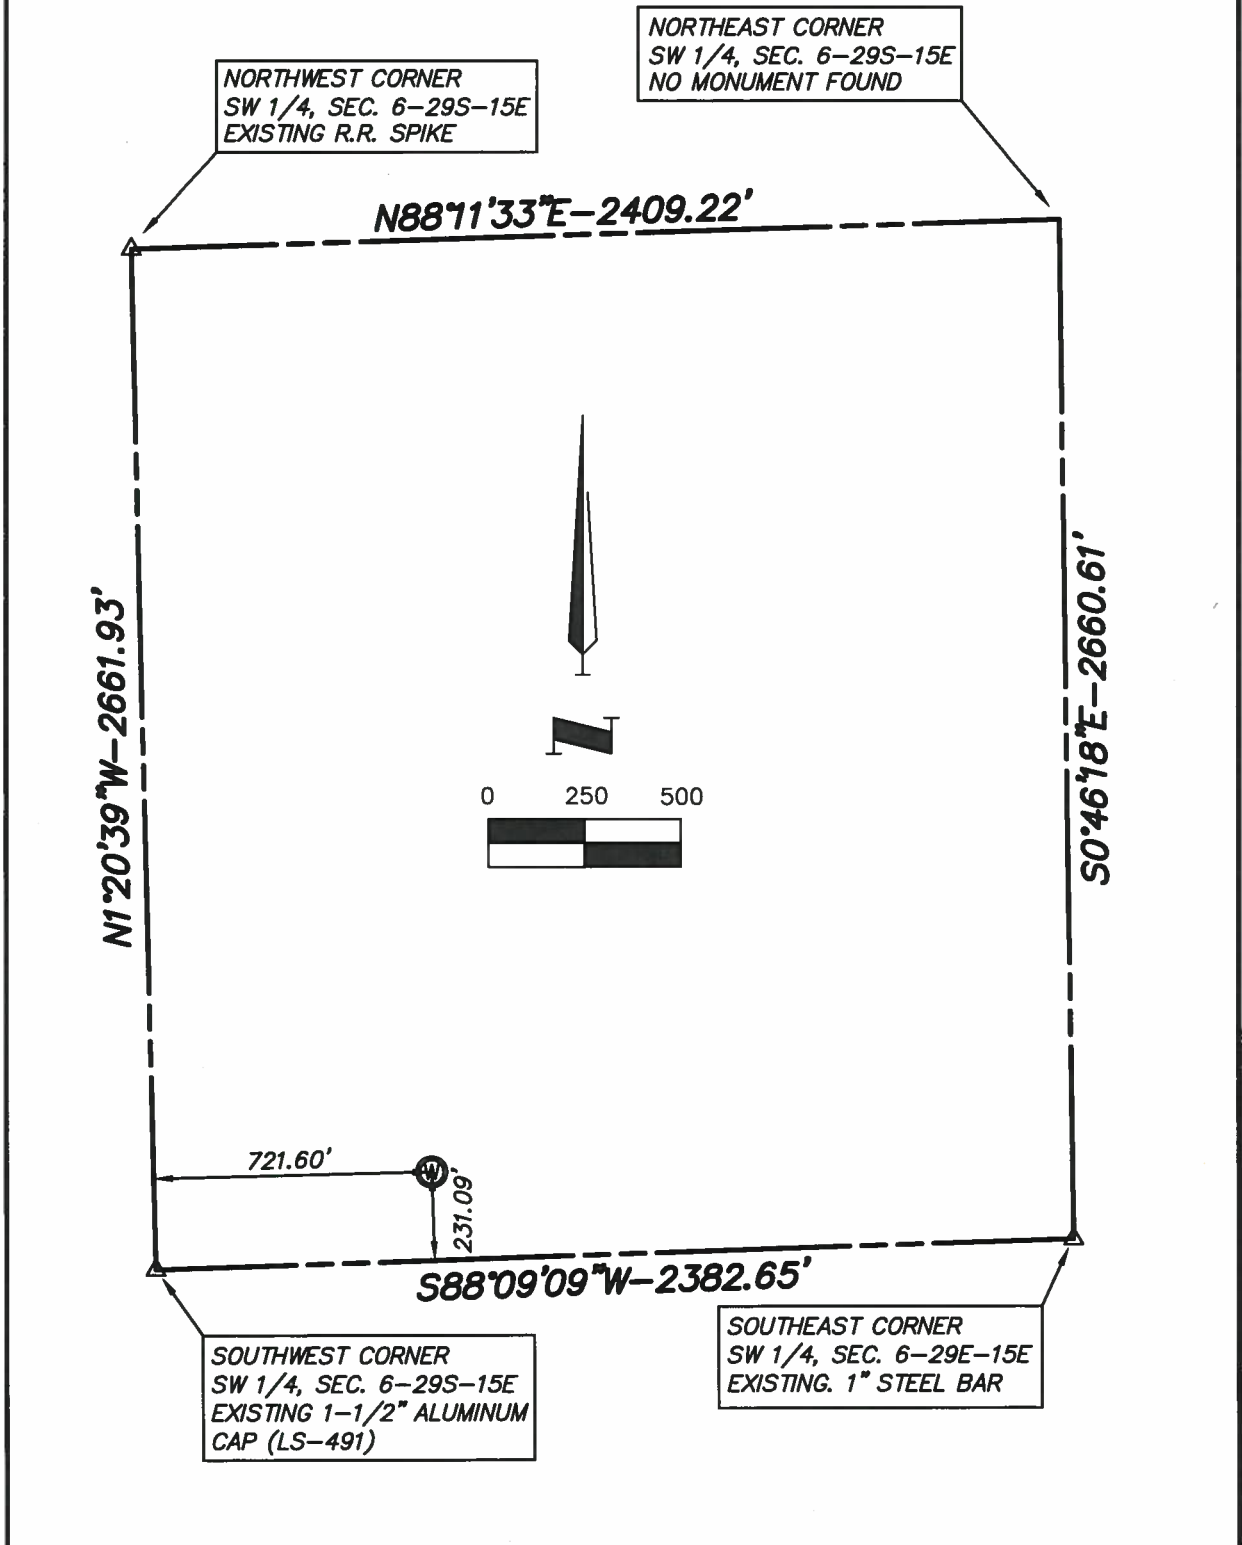 NORTHEAST CORNER
SW 1/4, SEC. 6-29S-15E
NO MONUMENT FOUND
NORTHWEST CORNER
SW 1/4, SEC. 6-29S-15E
EXISTING R.R. SPIKE
N88°11'33"E-2409.22'
N1°20'39"W-2661.93'
S0°46'18"E-2660.61'
N
0 250 500
721.60'
W
231.09'
S88°09'09"W-2382.65'
SOUTHWEST CORNER
SW 1/4, SEC. 6-29S-15E
EXISTING 1-1/2" ALUMINUM
CAP (LS-491)
SOUTHEAST CORNER
SW 1/4, SEC. 6-29E-15E
EXISTING. 1" STEEL BAR